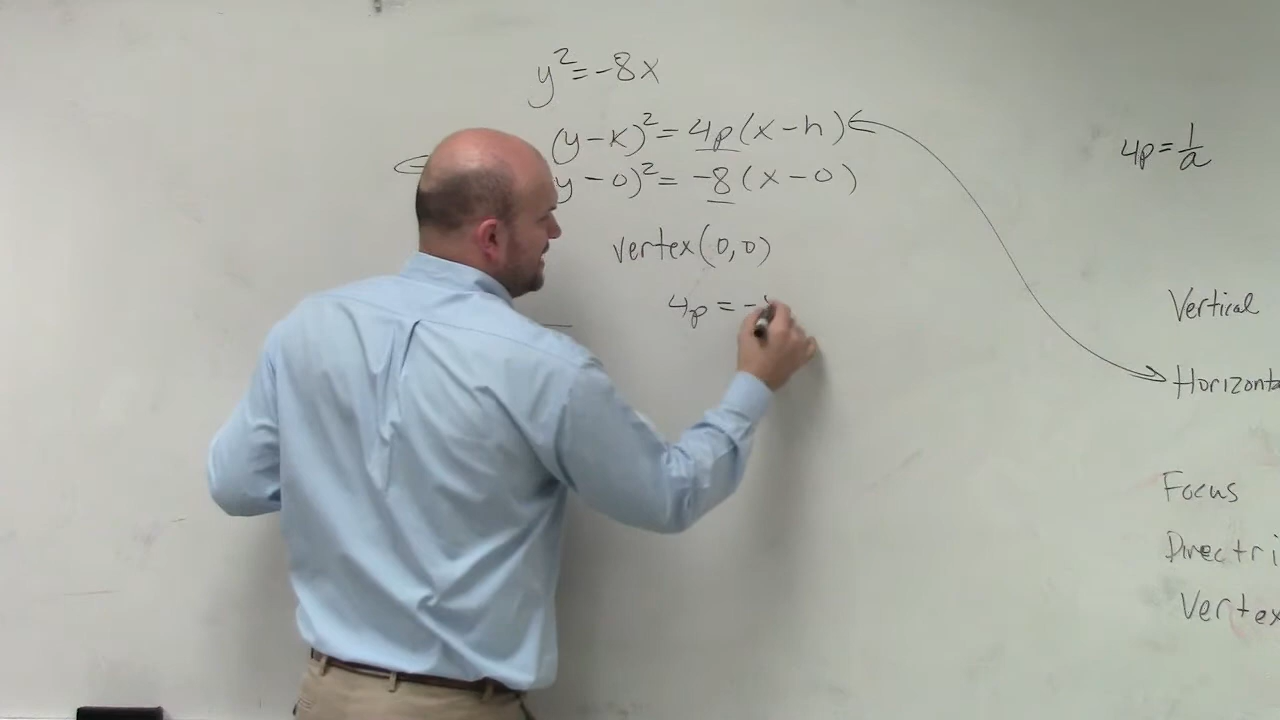 y²=-8x
(y-k)²=4p(x-h)
y-0)²=-8(x-0)
vertex(0,0)
4p=-
4p=1/a
Vertical
Horizonta
Focus
Directri
Vertex